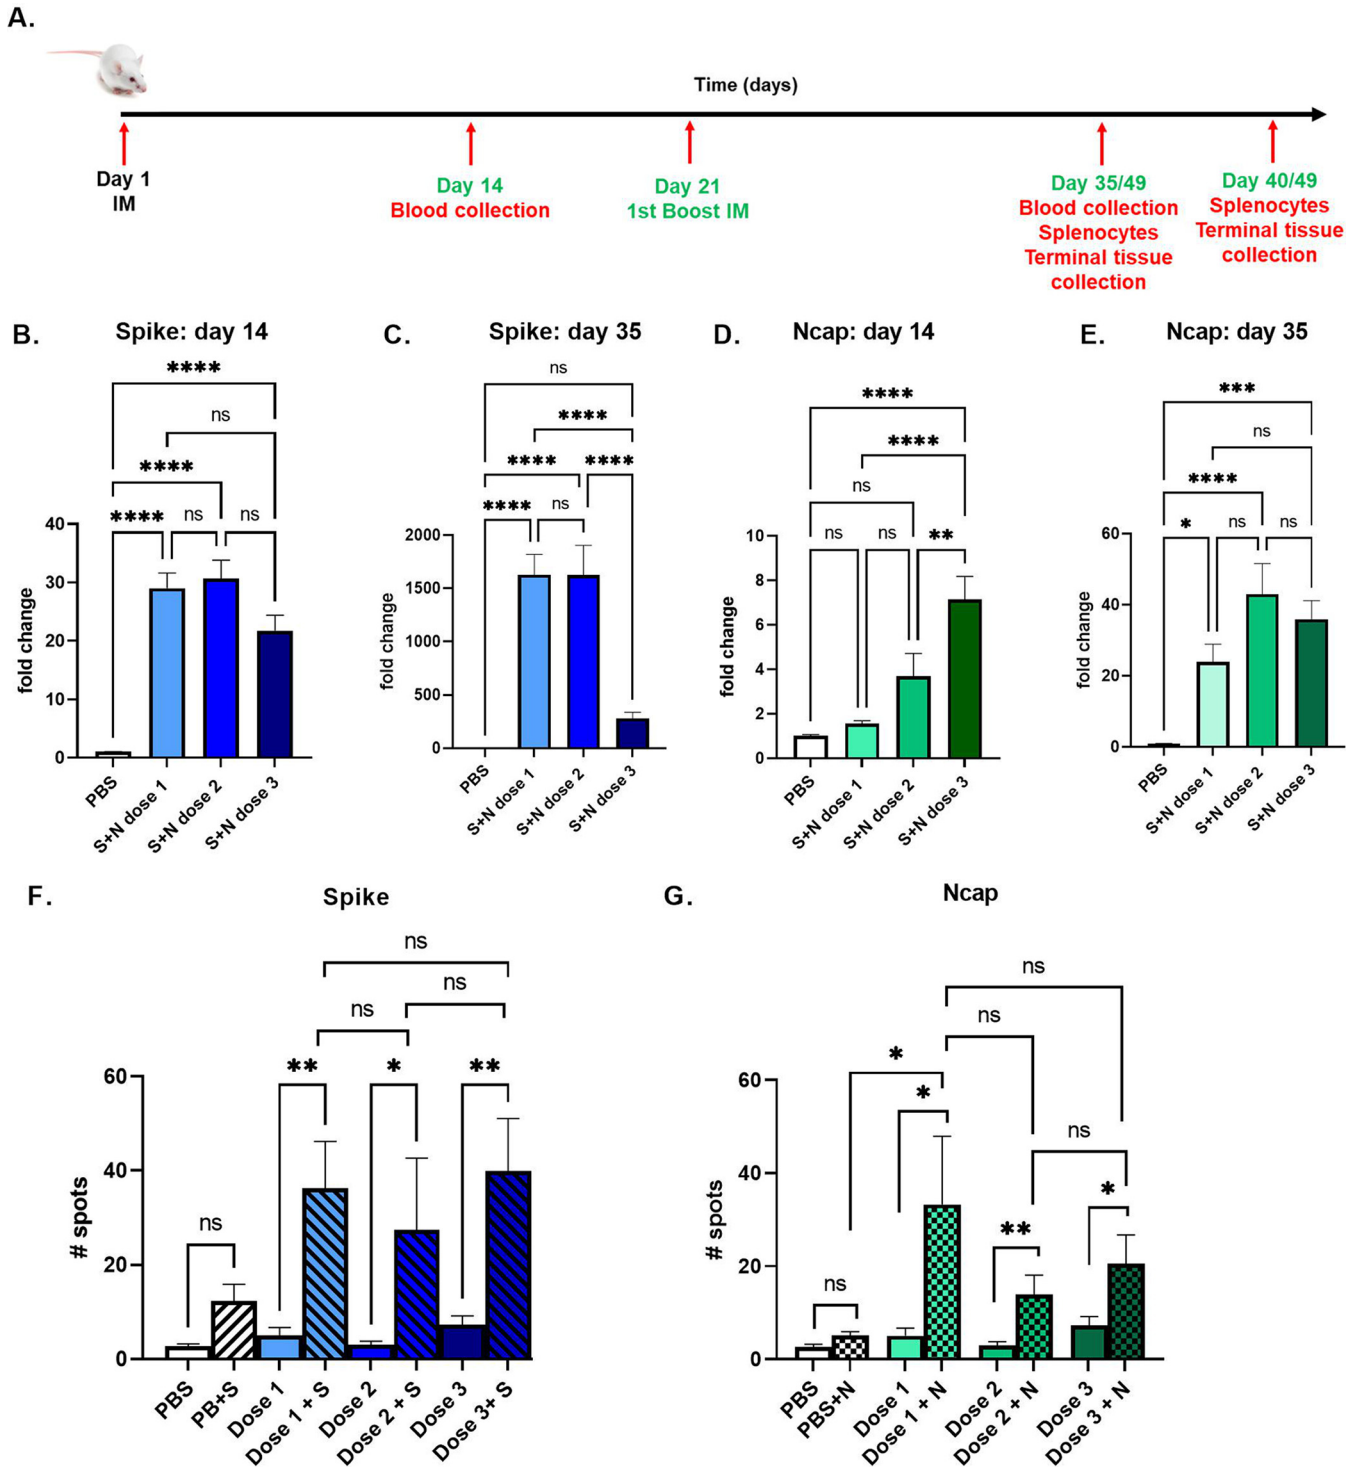 A.
Time (days)
Day 1
IM
Day 14
Blood collection
Day 21
1st Boost IM
Day 35/49
Blood collection
Splenocytes
Terminal tissue
collection
Day 40/49
Splenocytes
Terminal tissue
collection
B.
Spike: day 14
****
ns
****
****
ns
ns
40
30
20
10
0
fold change
PBS
S+N dose 1
S+N dose 2
S+N dose 3
C.
Spike: day 35
ns
****
****
****
****
ns
2000
1500
1000
500
0
fold change
PBS
S+N dose 1
S+N dose 2
S+N dose 3
D.
Ncap: day 14
****
****
ns
ns
ns
**
10
8
6
4
2
0
fold change
PBS
S+N dose 1
S+N dose 2
S+N dose 3
E.
Ncap: day 35
***
ns
****
*
ns
ns
60
40
20
0
fold change
PBS
S+N dose 1
S+N dose 2
S+N dose 3
F.
Spike
ns
ns
ns
**
*
**
ns
60
40
20
0
# spots
PBS
PB+S
Dose 1
Dose 1 + S
Dose 2
Dose 2 + S
Dose 3
Dose 3+ S
G.
Ncap
ns
ns
*
*
ns
*
**
ns
60
40
20
0
# spots
PBS
PBS+N
Dose 1
Dose 1 + N
Dose 2
Dose 2 + N
Dose 3
Dose 3 + N